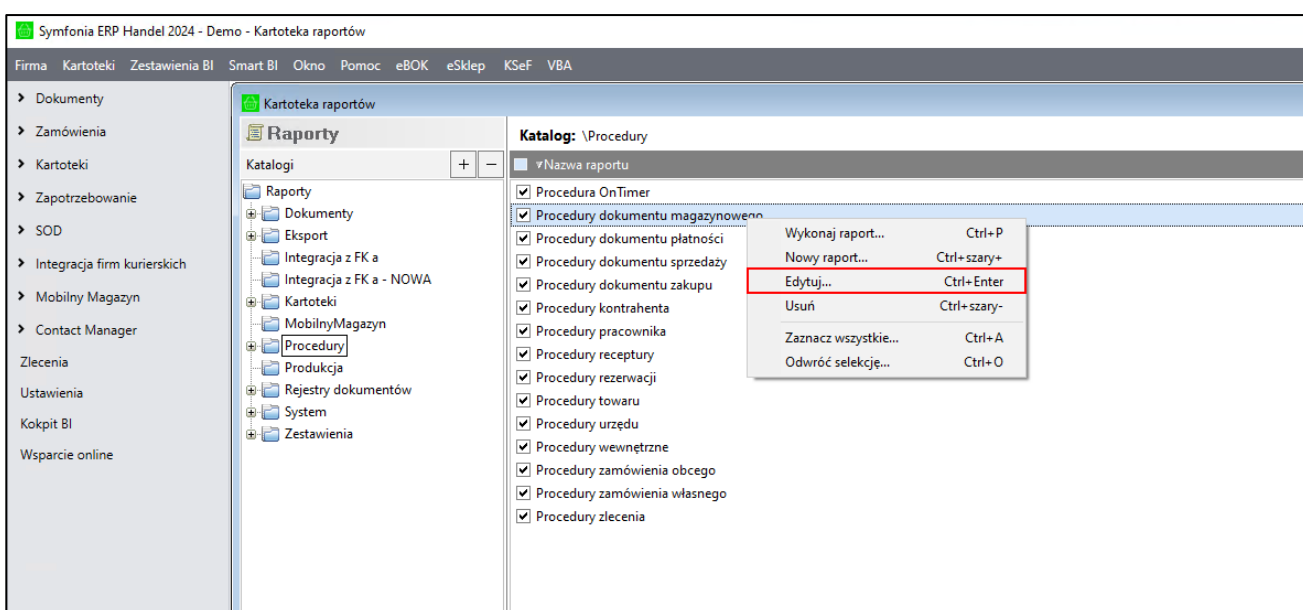 Symfonia ERP Handel 2024 - Demo - Kartoteka raportów
Firma Kartoteki Zestawienia BI Smart BI Okno Pomoc eBOK eSklep KSeF VBA
Dokumenty
Zamówienia
Kartoteki
Zapotrzebowanie
SOD
Integracja firm kurierskich
Mobilny Magazyn
Contact Manager
Zlecenia
Ustawienia
Kokpit BI
Wsparcie online
Kartoteka raportów
Raporty
Katalogi + −
Raporty
Dokumenty
Eksport
Integracja z FK a
Integracja z FK a - NOWA
Kartoteki
MobilnyMagazyn
Procedury
Produkcja
Rejestry dokumentów
System
Zestawienia
Katalog: \Procedury
Nazwa raportu
Procedura OnTimer
Procedury dokumentu magazynowego
Procedury dokumentu płatności
Procedury dokumentu sprzedaży
Procedury dokumentu zakupu
Procedury kontrahenta
Procedury pracownika
Procedury receptury
Procedury rezerwacji
Procedury towaru
Procedury urzędu
Procedury wewnętrzne
Procedury zamówienia obcego
Procedury zamówienia własnego
Procedury zlecenia
Wykonaj raport... Ctrl+P
Nowy raport... Ctrl+szary+
Edytuj... Ctrl+Enter
Usuń Ctrl+szary-
Zaznacz wszystkie... Ctrl+A
Odwróć selekcję... Ctrl+O